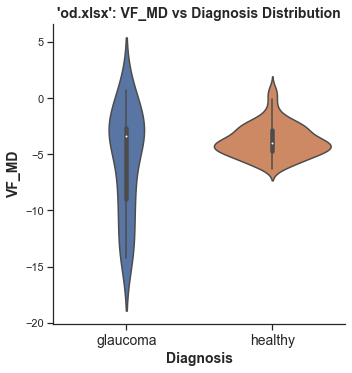 'od.xlsx': VF_MD vs Diagnosis Distribution
5
0
−5
−10
−15
−20
VF_MD
glaucoma healthy
Diagnosis